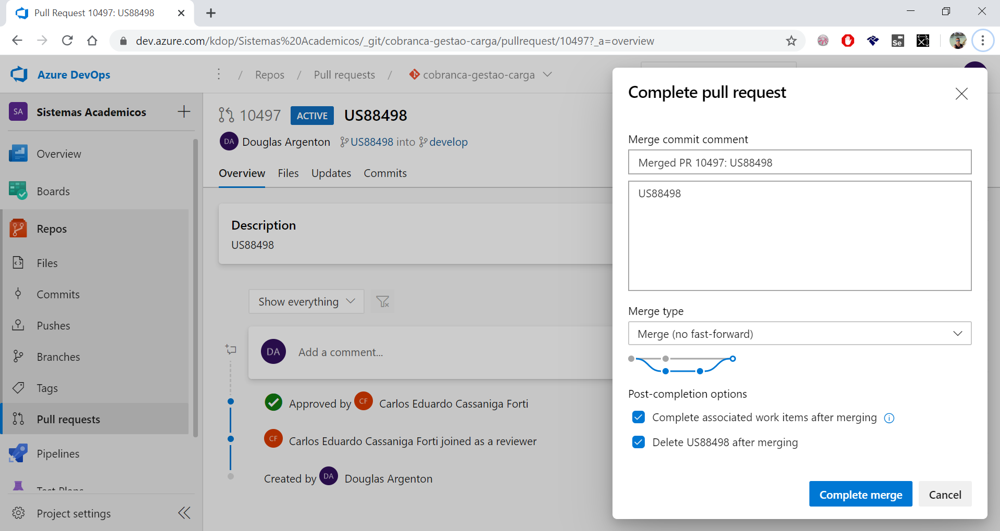 Pull Request 10497: US88498
dev.azure.com/kdop/Sistemas%20Academicos/_git/cobranca-gestao-carga/pullrequest/10497?_a=overview
Se
Azure DevOps
/ Repos / Pull requests / cobranca-gestao-carga
SA Sistemas Academicos
Overview
Boards
Repos
Files
Commits
Pushes
Branches
Tags
Pull requests
Pipelines
Test Plans
Project settings
10497 ACTIVE US88498
DA Douglas Argenton US88498 into develop
Overview Files Updates Commits
Description
US88498
Show everything
DA Add a comment...
Approved by CF Carlos Eduardo Cassaniga Forti
CF Carlos Eduardo Cassaniga Forti joined as a reviewer
Created by DA Douglas Argenton
Complete pull request
Merge commit comment
Merged PR 10497: US88498
US88498
Merge type
Merge (no fast-forward)
Post-completion options
Complete associated work items after merging
Delete US88498 after merging
Complete merge Cancel